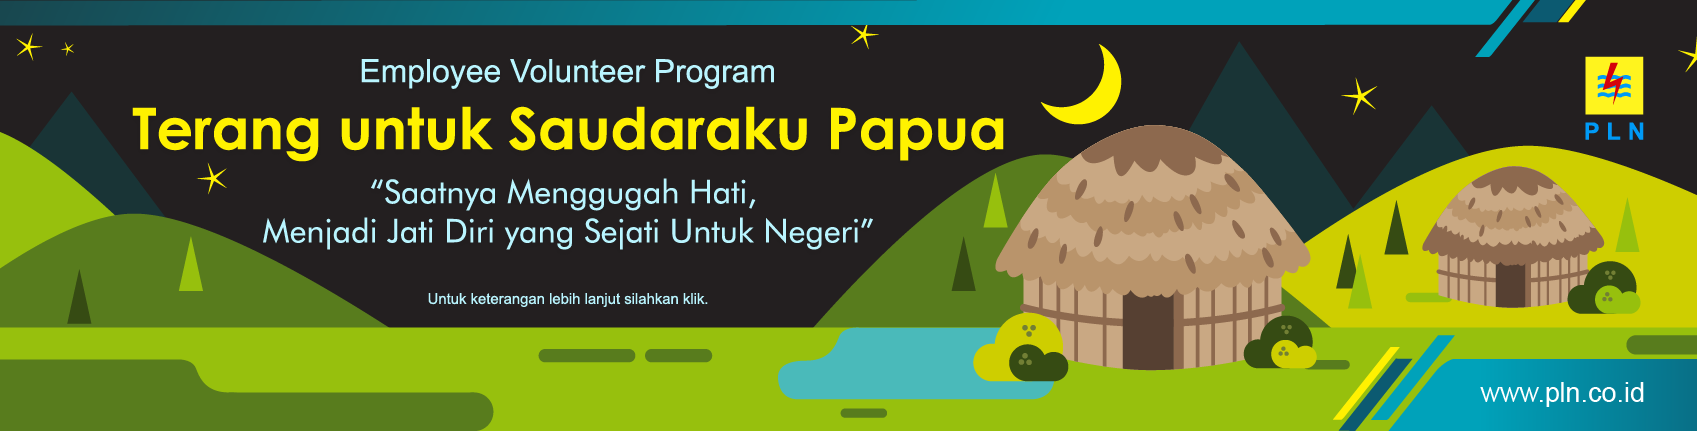 Employee Volunteer Program
Terang untuk Saudaraku Papua
“Saatnya Menggugah Hati,
Menjadi Jati Diri yang Sejati Untuk Negeri”
Untuk keterangan lebih lanjut silahkan klik.
PLN
www.pln.co.id